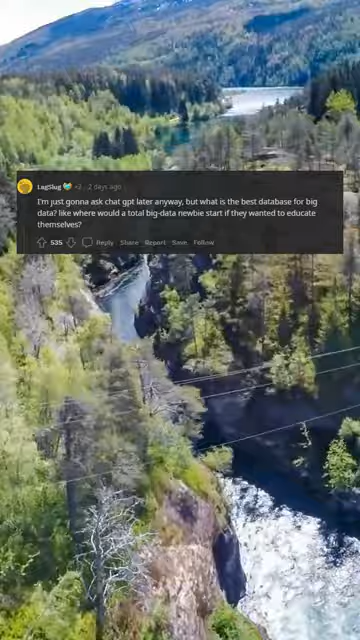 LugSlug 💚 +2 · 2 days ago
I'm just gonna ask chat gpt later anyway, but what is the best database for big
data? like where would a total big-data newbie start if they wanted to educate
themselves?
535 Reply Share Report Save Follow